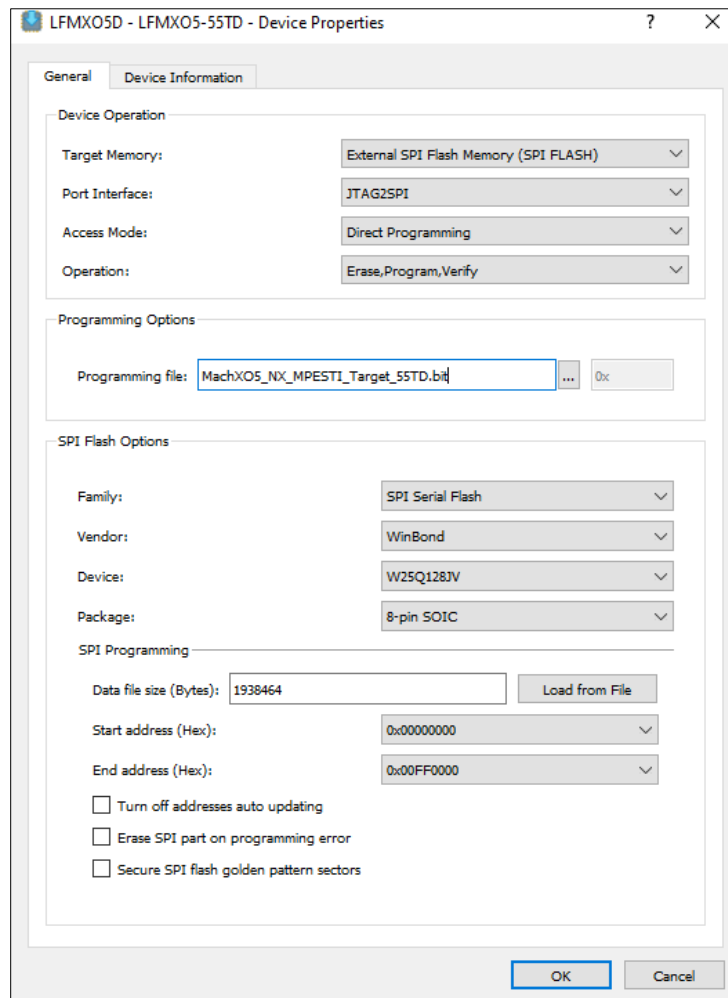 LFMXO5D - LFMXO5-55TD - Device Properties ?
General Device Information
Device Operation
Target Memory: External SPI Flash Memory (SPI FLASH)
Port Interface: JTAG2SPI
Access Mode: Direct Programming
Operation: Erase,Program,Verify
Programming Options
Programming file: MachXO5_NX_MPESTI_Target_55TD.bit ... 0x
SPI Flash Options
Family: SPI Serial Flash
Vendor: WinBond
Device: W25Q128JV
Package: 8-pin SOIC
SPI Programming
Data file size (Bytes): 1938464 Load from File
Start address (Hex): 0x00000000
End address (Hex): 0x00FF0000
Turn off addresses auto updating
Erase SPI part on programming error
Secure SPI flash golden pattern sectors
OK Cancel